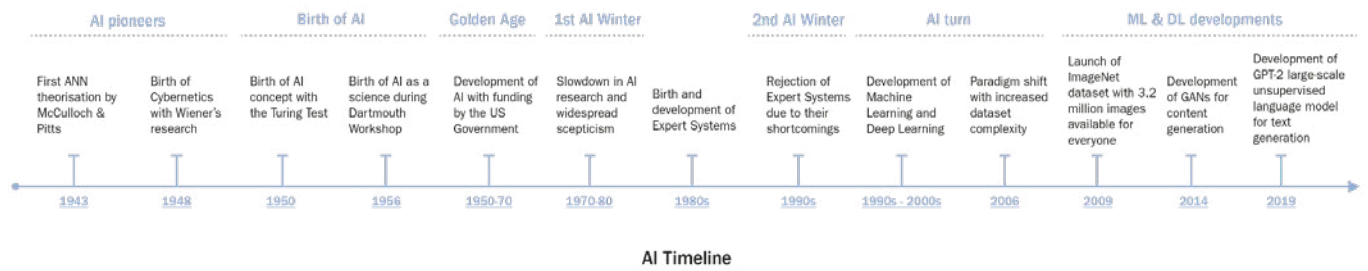 AI pioneers
Birth of AI
Golden Age
1st AI Winter
2nd AI Winter
AI turn
ML & DL developments
First ANN
theorisation by
McCulloch &
Pitts
Birth of
Cybernetics
with Wiener's
research
Birth of AI
concept with
the Turing Test
Birth of AI as a
science during
Dartmouth
Workshop
Development of
AI with funding
by the US
Government
Slowdown in AI
research and
widespread
scepticism
Birth and
development of
Expert Systems
Rejection of
Expert Systems
due to their
shortcomings
Development of
Machine
Learning and
Deep Learning
Paradigm shift
with increased
dataset
complexity
Launch of
ImageNet
dataset with 3.2
million images
available for
everyone
Development
of GANs for
content
generation
Development of
GPT-2 large-scale
unsupervised
language model
for text
generation
1943
1948
1950
1956
1950-70
1970-80
1980s
1990s
1990s - 2000s
2006
2009
2014
2019
AI Timeline